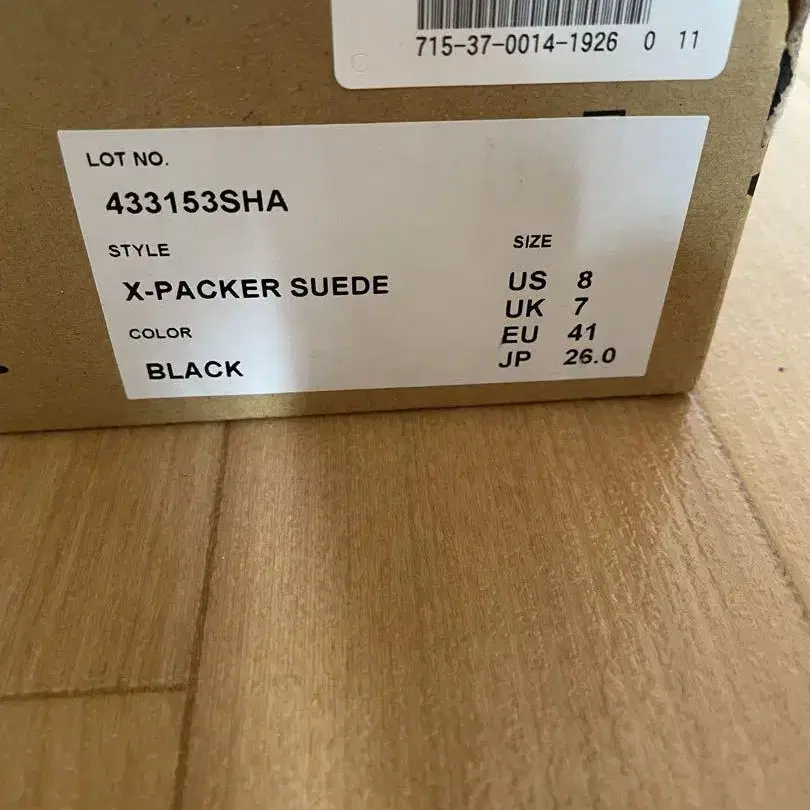 715-37-0014-1926 0 11
LOT NO.
433153SHA
STYLE
X-PACKER SUEDE
COLOR
BLACK
SIZE
US 8
UK 7
EU 41
JP 26.0